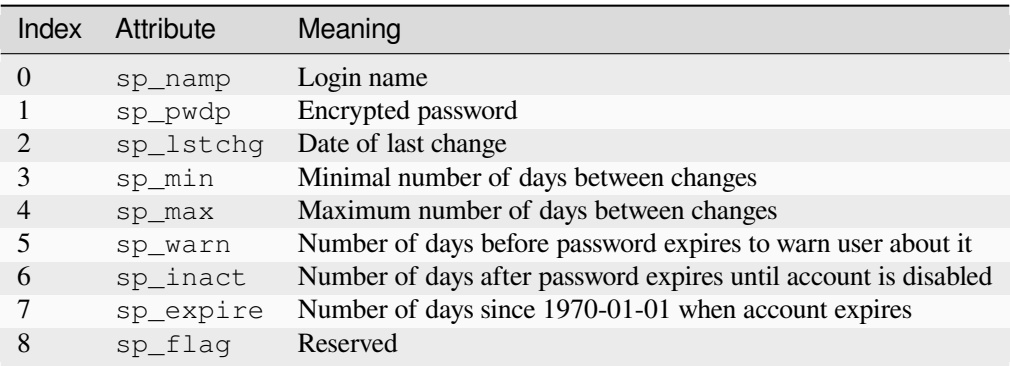 Index Attribute Meaning
0 sp_namp Login name
1 sp_pwdp Encrypted password
2 sp_lstchg Date of last change
3 sp_min Minimal number of days between changes
4 sp_max Maximum number of days between changes
5 sp_warn Number of days before password expires to warn user about it
6 sp_inact Number of days after password expires until account is disabled
7 sp_expire Number of days since 1970-01-01 when account expires
8 sp_flag Reserved